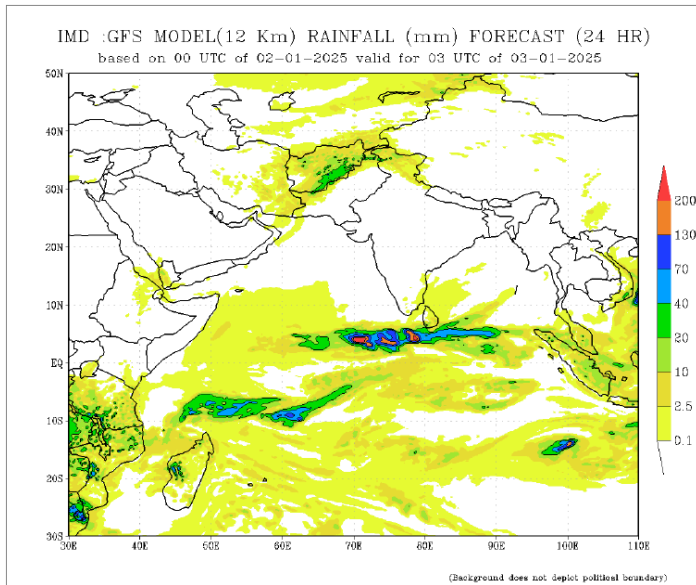 IMD :GFS MODEL(12 Km) RAINFALL (mm) FORECAST (24 HR)
based on 00 UTC of 02-01-2025 valid for 03 UTC of 03-01-2025
50N
40N
30N
20N
10N
EQ
10S
20S
30S
30E 40E 50E 60E 70E 80E 90E 100E 110E
200
130
70
40
20
10
2.5
0.1
(Background does not depict political boundary)